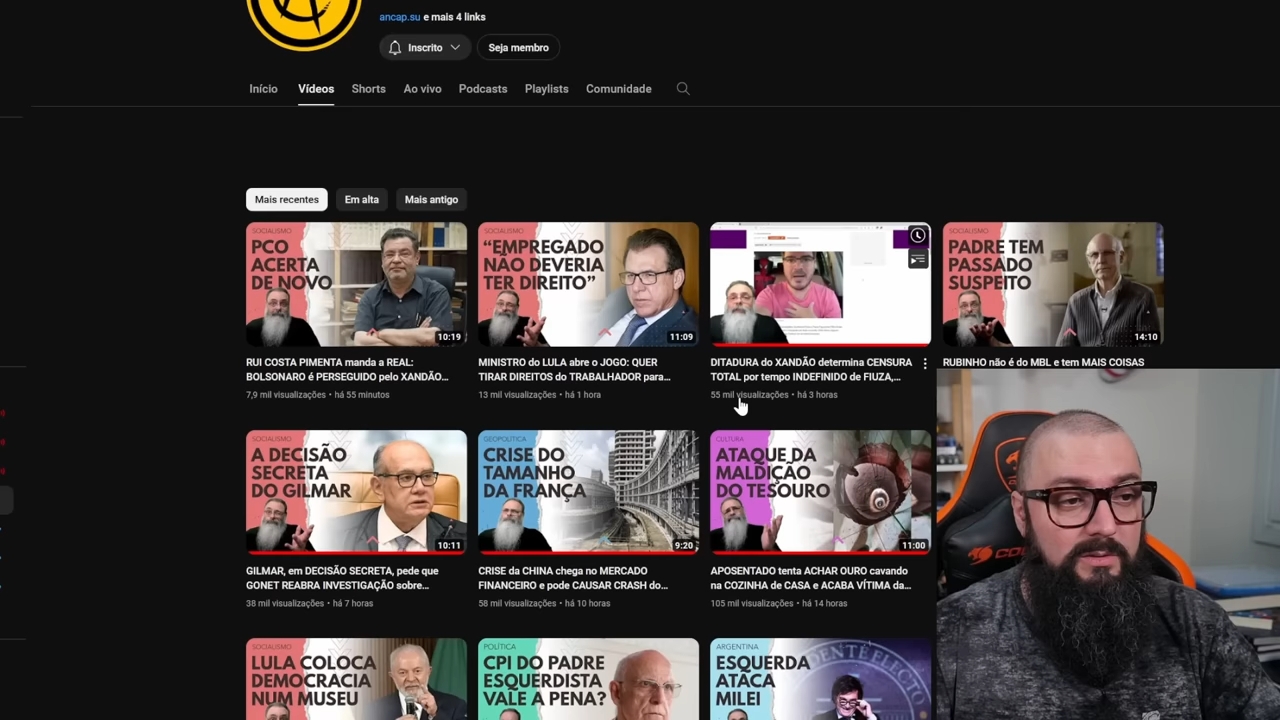 ancap.su e mais 4 links
Inscrito
Seja membro
Início Vídeos Shorts Ao vivo Podcasts Playlists Comunidade
Mais recentes Em alta Mais antigo
SOCIALISMO
PCO
ACERTA
DE NOVO
10:19
RUI COSTA PIMENTA manda a REAL:
BOLSONARO é PERSEGUIDO pelo XANDÃO...
7,9 mil visualizações • há 55 minutos
SOCIALISMO
“EMPREGADO
NÃO DEVERIA
TER DIREITO”
11:09
MINISTRO do LULA abre o JOGO: QUER
TIRAR DIREITOS do TRABALHADOR para...
13 mil visualizações • há 1 hora
DITADURA do XANDÃO determina CENSURA
TOTAL por tempo INDEFINIDO de FIUZA,...
55 mil visualizações • há 3 horas
SOCIALISMO
PADRE TEM
PASSADO
SUSPEITO
14:10
RUBINHO não é do MBL e tem MAIS COISAS
SOCIALISMO
A DECISÃO
SECRETA
DO GILMAR
10:11
GILMAR, em DECISÃO SECRETA, pede que
GONET REABRA INVESTIGAÇÃO sobre...
38 mil visualizações • há 7 horas
GEOPOLÍTICA
CRISE DO
TAMANHO
DA FRANÇA
9:20
CRISE da CHINA chega no MERCADO
FINANCEIRO e pode CAUSAR CRASH do...
58 mil visualizações • há 10 horas
CULTURA
ATAQUE DA
MALDIÇÃO
DO TESOURO
11:00
APOSENTADO tenta ACHAR OURO cavando
na COZINHA de CASA e ACABA VÍTIMA da...
105 mil visualizações • há 14 horas
SOCIALISMO
LULA COLOCA
DEMOCRACIA
NUM MUSEU
POLÍTICA
CPI DO PADRE
ESQUERDISTA
VALE A PENA?
ARGENTINA
ESQUERDA
ATACA
MILEI